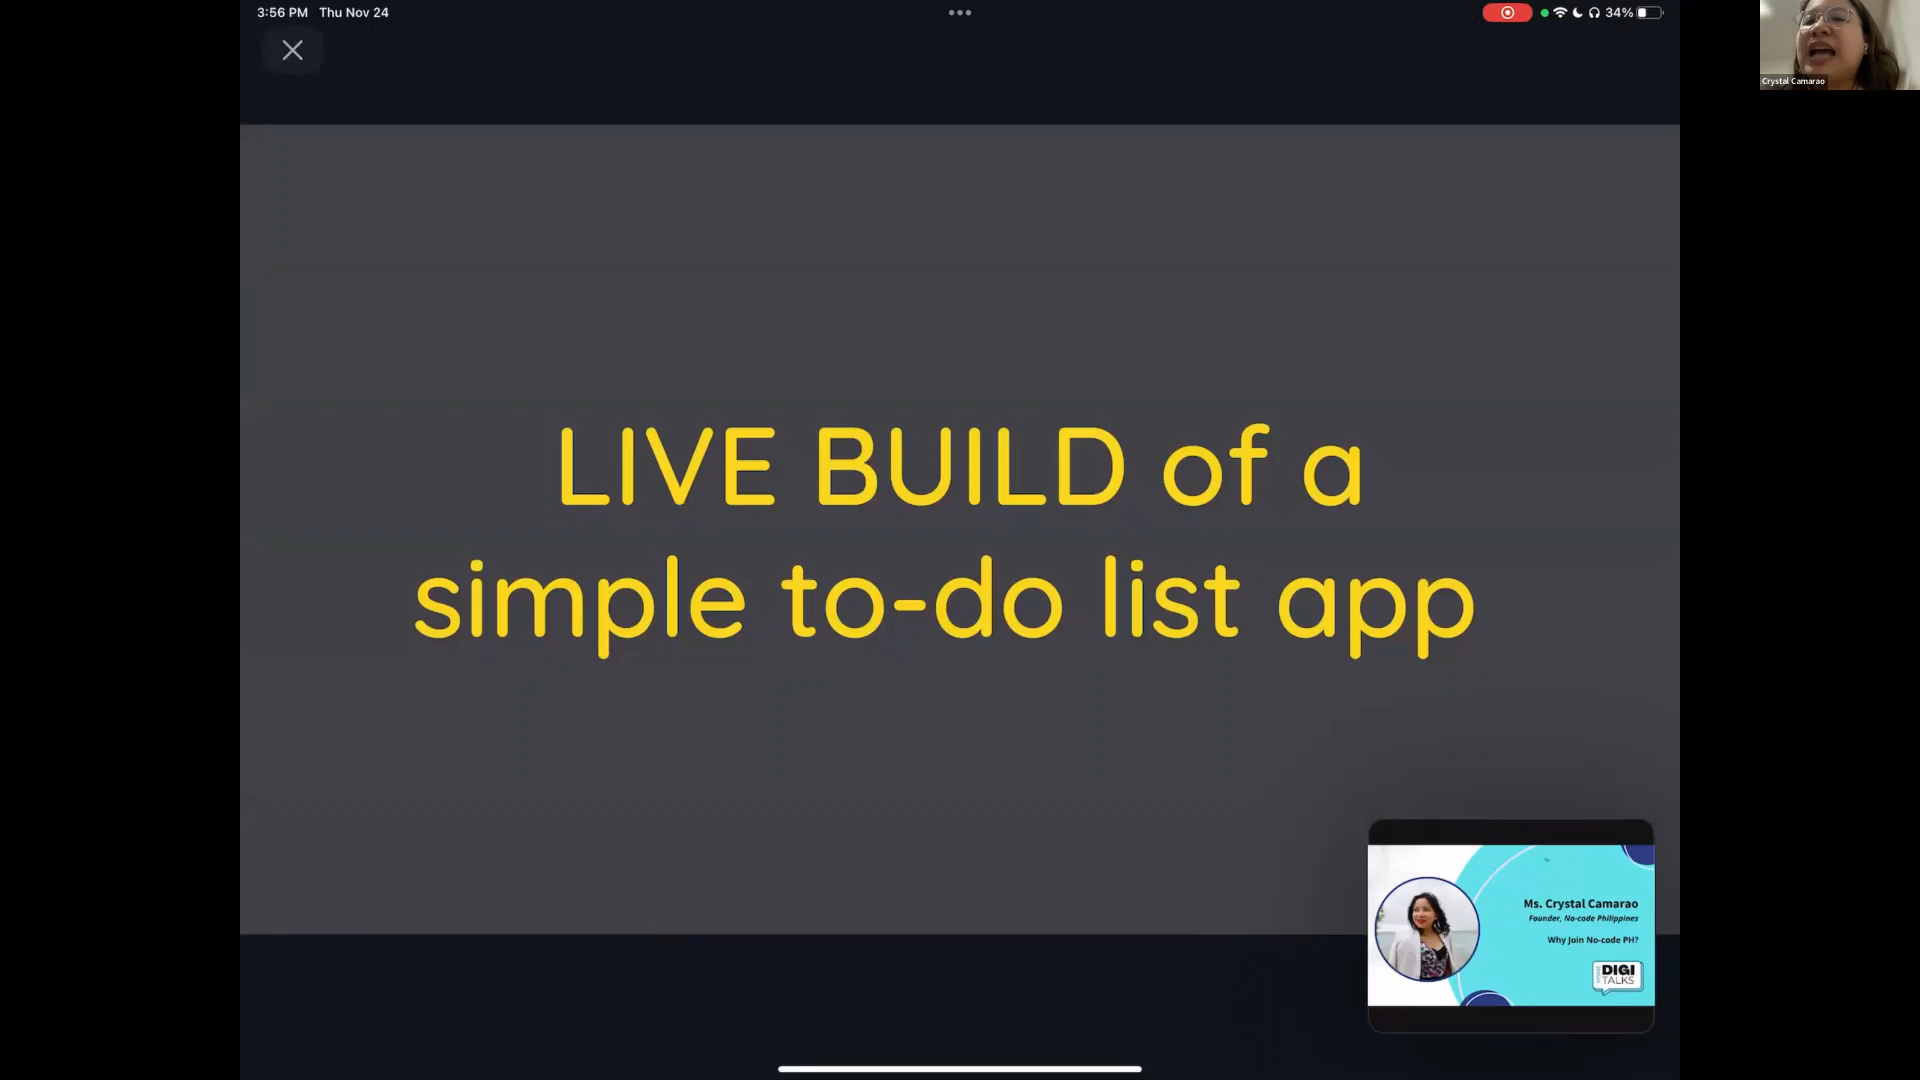 3:56 PM Thu Nov 24
34%
Crystal Camarao
LIVE BUILD of a
simple to-do list app
Ms. Crystal Camarao
Founder, No-code Philippines
Why Join No-code PH?
DIGI
TALKS